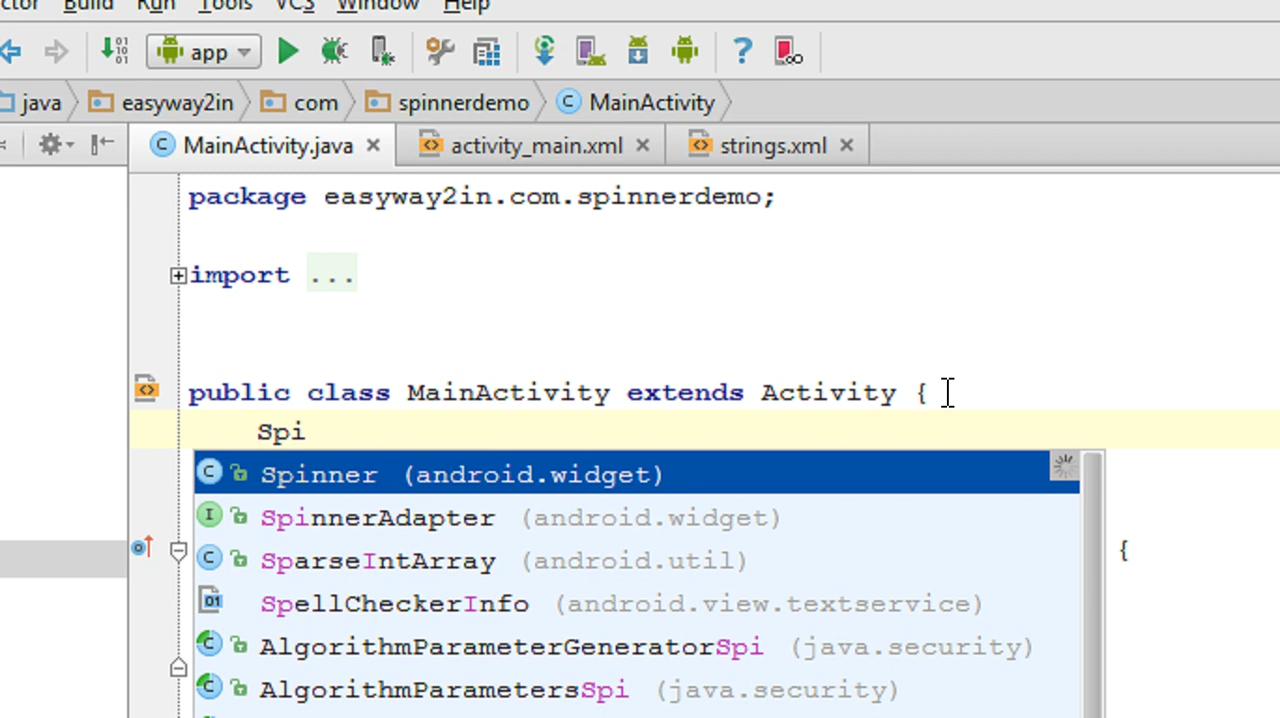 Build Run Tools VCS Window Help
app
java easyway2in com spinnerdemo MainActivity
MainActivity.java activity_main.xml strings.xml
package easyway2in.com.spinnerdemo;
import ...
public class MainActivity extends Activity {
Spi
Spinner (android.widget)
SpinnerAdapter (android.widget)
{
SparseIntArray (android.util)
SpellCheckerInfo (android.view.textservice)
AlgorithmParameterGeneratorSpi (java.security)
AlgorithmParametersSpi (java.security)